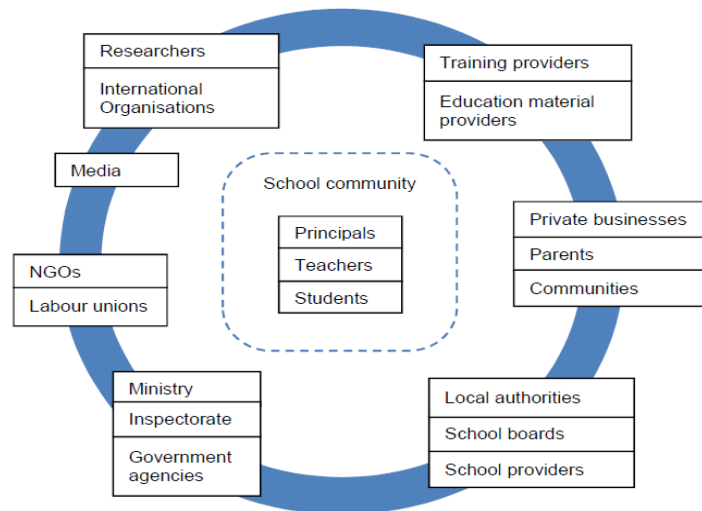 Researchers
International
Organisations
Training providers
Education material
providers
Media
School community
Principals
Teachers
Students
Private businesses
Parents
Communities
NGOs
Labour unions
Ministry
Inspectorate
Government
agencies
Local authorities
School boards
School providers